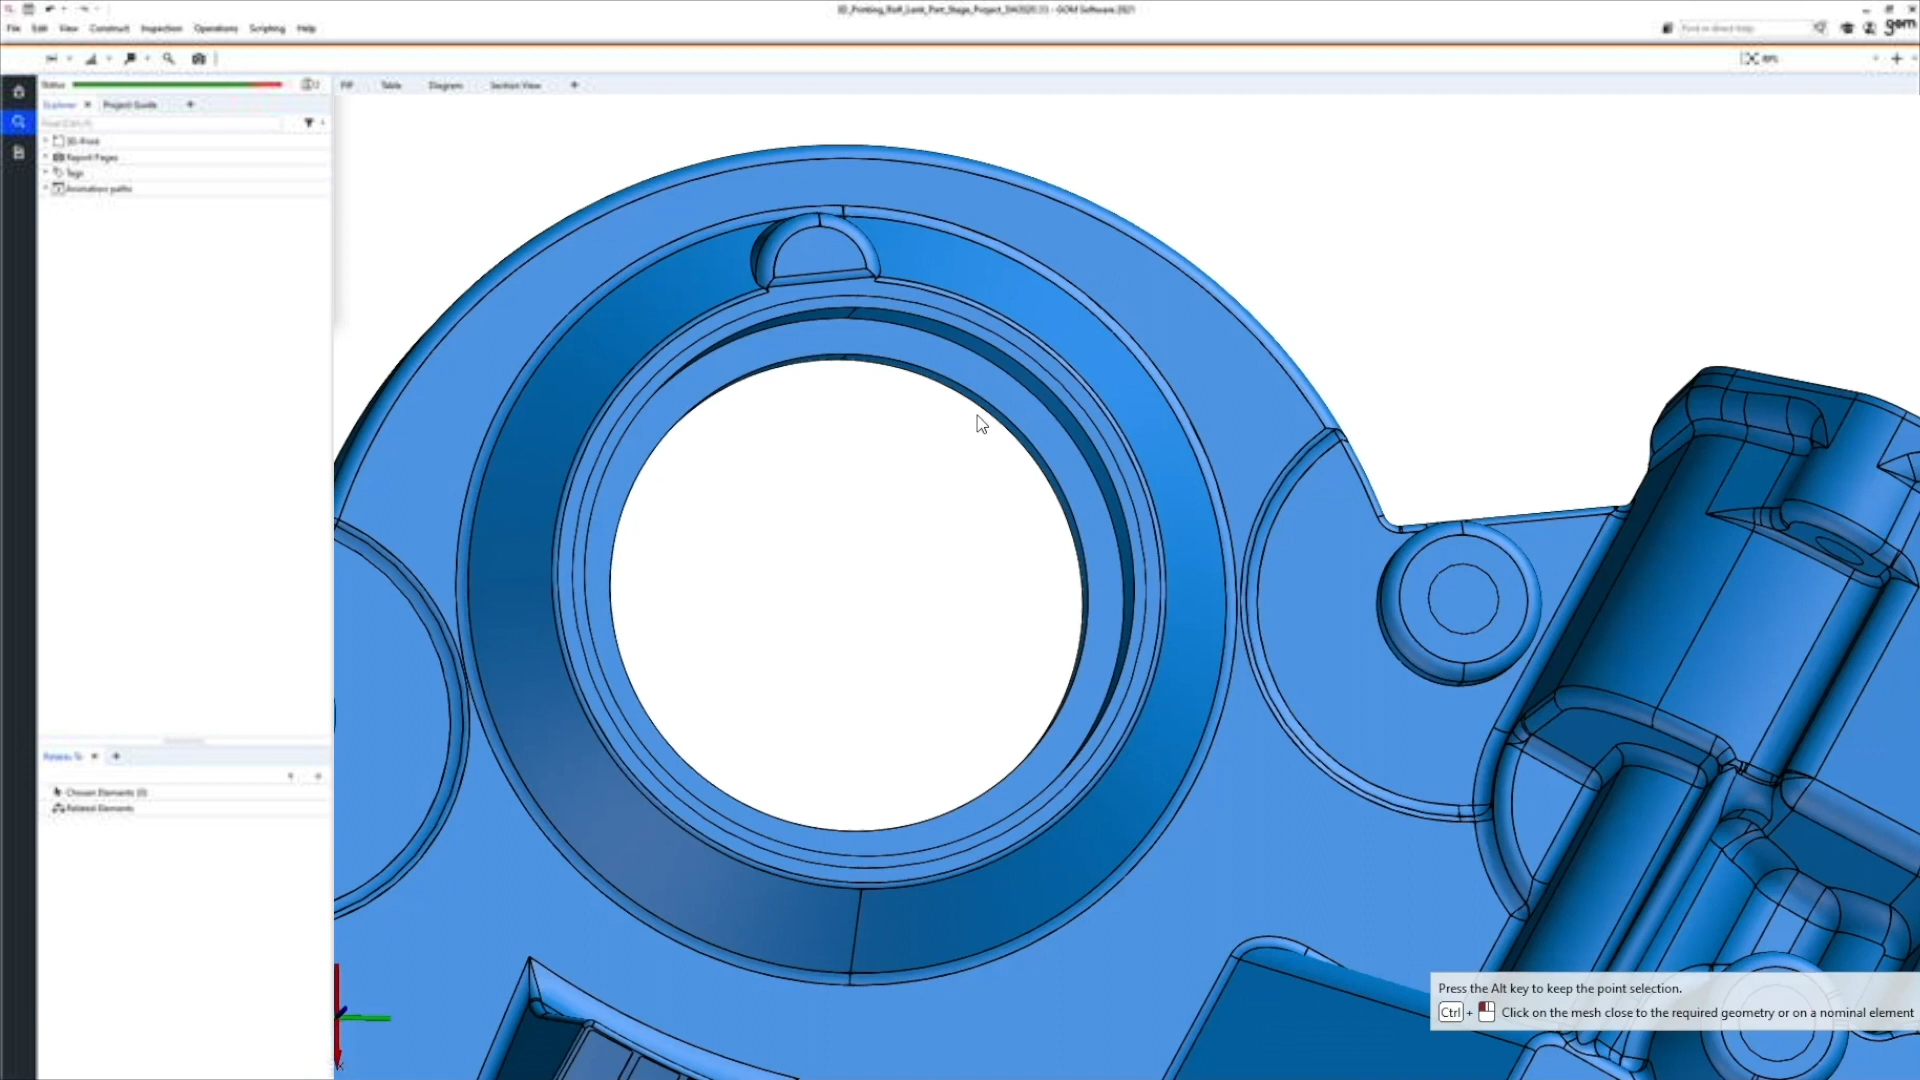 File Edit View Construct Inspection Operations Scripting Help
gom
Status
PIP Table Diagram Section View
Explorer Project Guide
3D-Print
Report Pages
Tags
Animation paths
Chosen Elements (0)
Related Elements
Press the Alt key to keep the point selection.
Ctrl + Click on the mesh close to the required geometry or on a nominal element